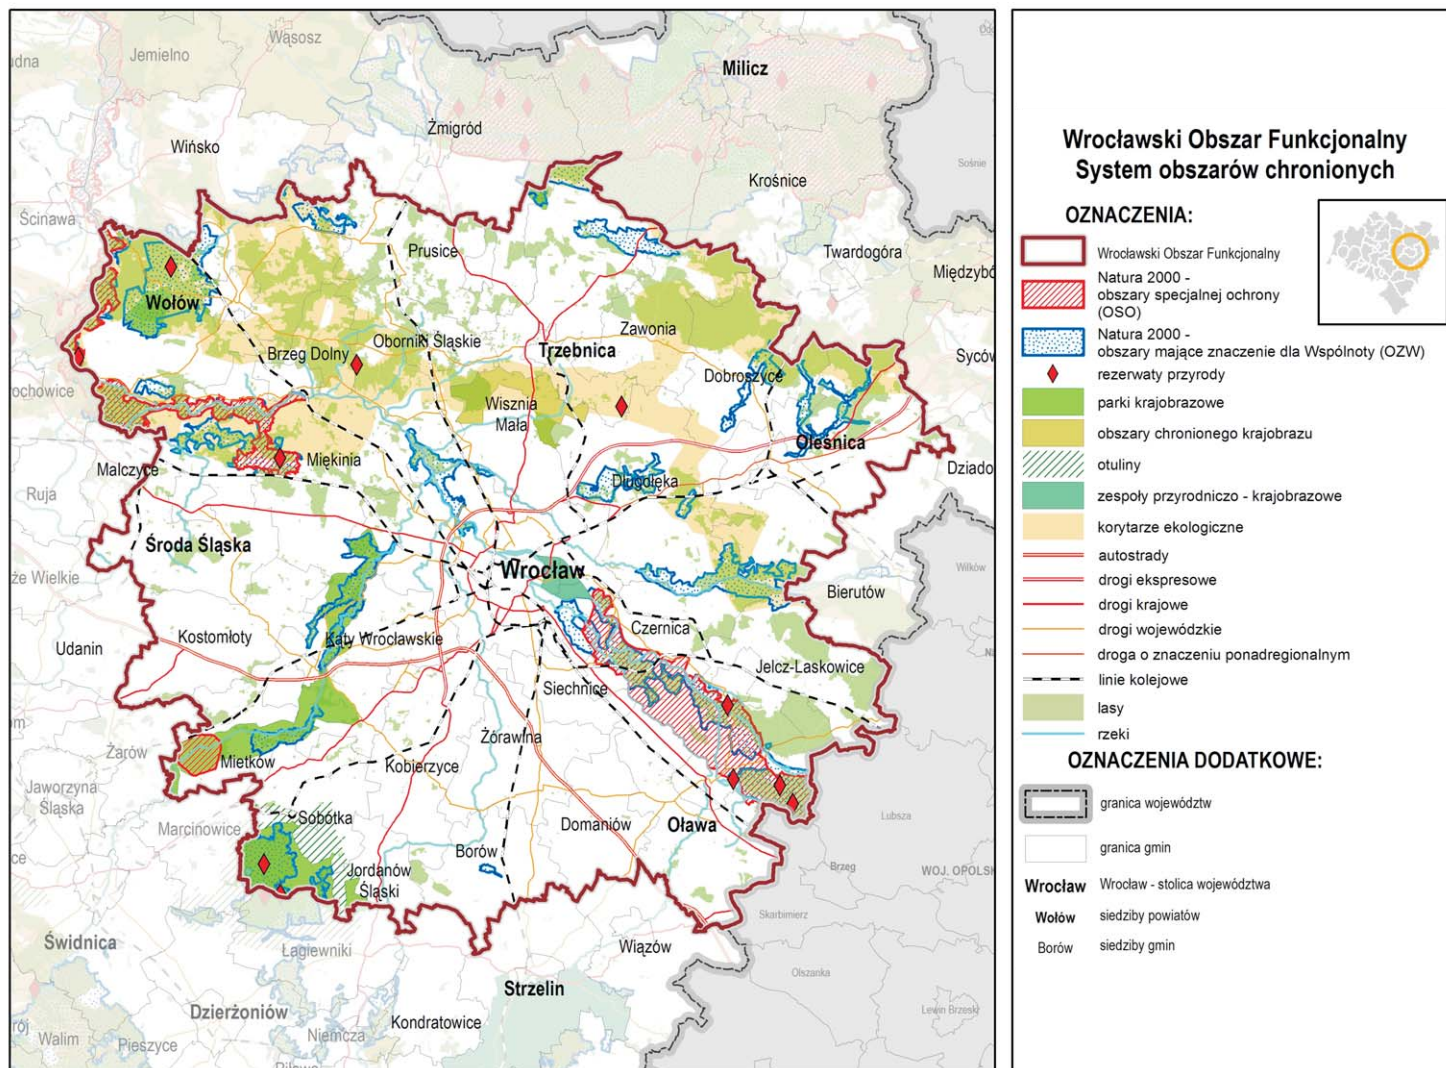 Wąsosz
Jemielno
Milicz
Żmigród
Wińsko
Krośnice
Sośnie
Ścinawa
Prusice
Twardogóra
Wołów
Zawonia
Oborniki Śląskie
Brzeg Dolny
Trzebnica
Dobroszyce
Wisznia
Mała
Oleśnica
Miękinia
Malczyce
Długołęka
Ruja
Środa Śląska
Wrocław
Wilków
Bierutów
Czernica
Kostomłoty
Kąty Wrocławskie
Udanin
Jelcz-Laskowice
Siechnice
Żórawina
Żarów
Mietków
Kobierzyce
Jaworzyna
Śląska
Marcinowice
Sobótka
Domaniów
Oława
Lubsza
Borów
Jordanów
Śląski
Brzeg
WOJ. OPOLSK
Skarbimierz
Świdnica
Łagiewniki
Wiązów
Olszanka
Strzelin
Dzierżoniów
Kondratowice
Niemcza
Walim
Pieszyce
Lewin Brzeski
Wrocławski Obszar Funkcjonalny
System obszarów chronionych
OZNACZENIA:
Wrocławski Obszar Funkcjonalny
Natura 2000 -
obszary specjalnej ochrony
(OSO)
Natura 2000 -
obszary mające znaczenie dla Wspólnoty (OZW)
rezerwaty przyrody
parki krajobrazowe
obszary chronionego krajobrazu
otuliny
zespoły przyrodniczo - krajobrazowe
korytarze ekologiczne
autostrady
drogi ekspresowe
drogi krajowe
drogi wojewódzkie
droga o znaczeniu ponadregionalnym
linie kolejowe
lasy
rzeki
OZNACZENIA DODATKOWE:
granica województw
granica gmin
Wrocław Wrocław - stolica województwa
Wołów siedziby powiatów
Borów siedziby gmin